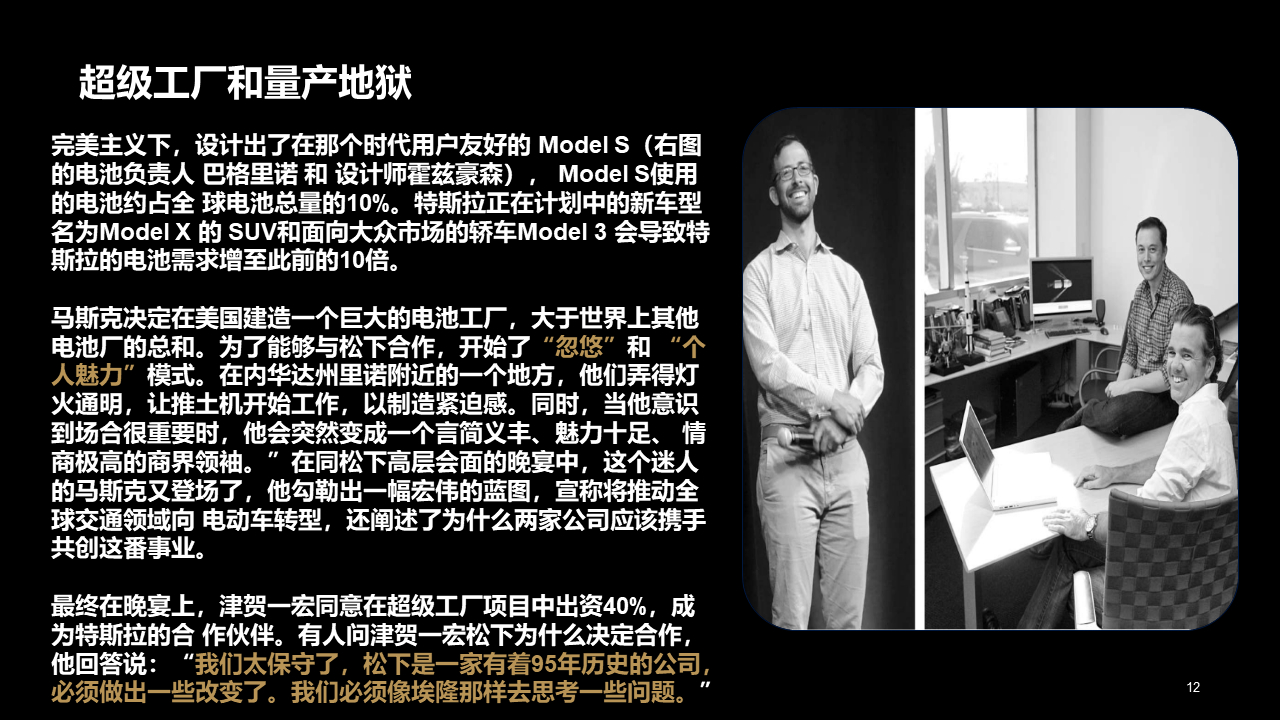 超级工厂和量产地狱
完美主义下，设计出了在那个时代用户友好的 Model S（右图
的电池负责人 巴格里诺 和 设计师霍兹豪森）， Model S使用
的电池约占全 球电池总量的10%。特斯拉正在计划中的新车型
名为Model X 的 SUV和面向大众市场的轿车Model 3 会导致特
斯拉的电池需求增至此前的10倍。
马斯克决定在美国建造一个巨大的电池工厂，大于世界上其他
电池厂的总和。为了能够与松下合作，开始了“忽悠”和 “个
人魅力”模式。在内华达州里诺附近的一个地方，他们弄得灯
火通明，让推土机开始工作，以制造紧迫感。同时，当他意识
到场合很重要时，他会突然变成一个言简义丰、魅力十足、 情
商极高的商界领袖。”在同松下高层会面的晚宴中，这个迷人
的马斯克又登场了，他勾勒出一幅宏伟的蓝图，宣称将推动全
球交通领域向 电动车转型，还阐述了为什么两家公司应该携手
共创这番事业。
最终在晚宴上，津贺一宏同意在超级工厂项目中出资40%，成
为特斯拉的合 作伙伴。有人问津贺一宏松下为什么决定合作，
他回答说：“我们太保守了，松下是一家有着95年历史的公司，
必须做出一些改变了。我们必须像埃隆那样去思考一些问题。”
12